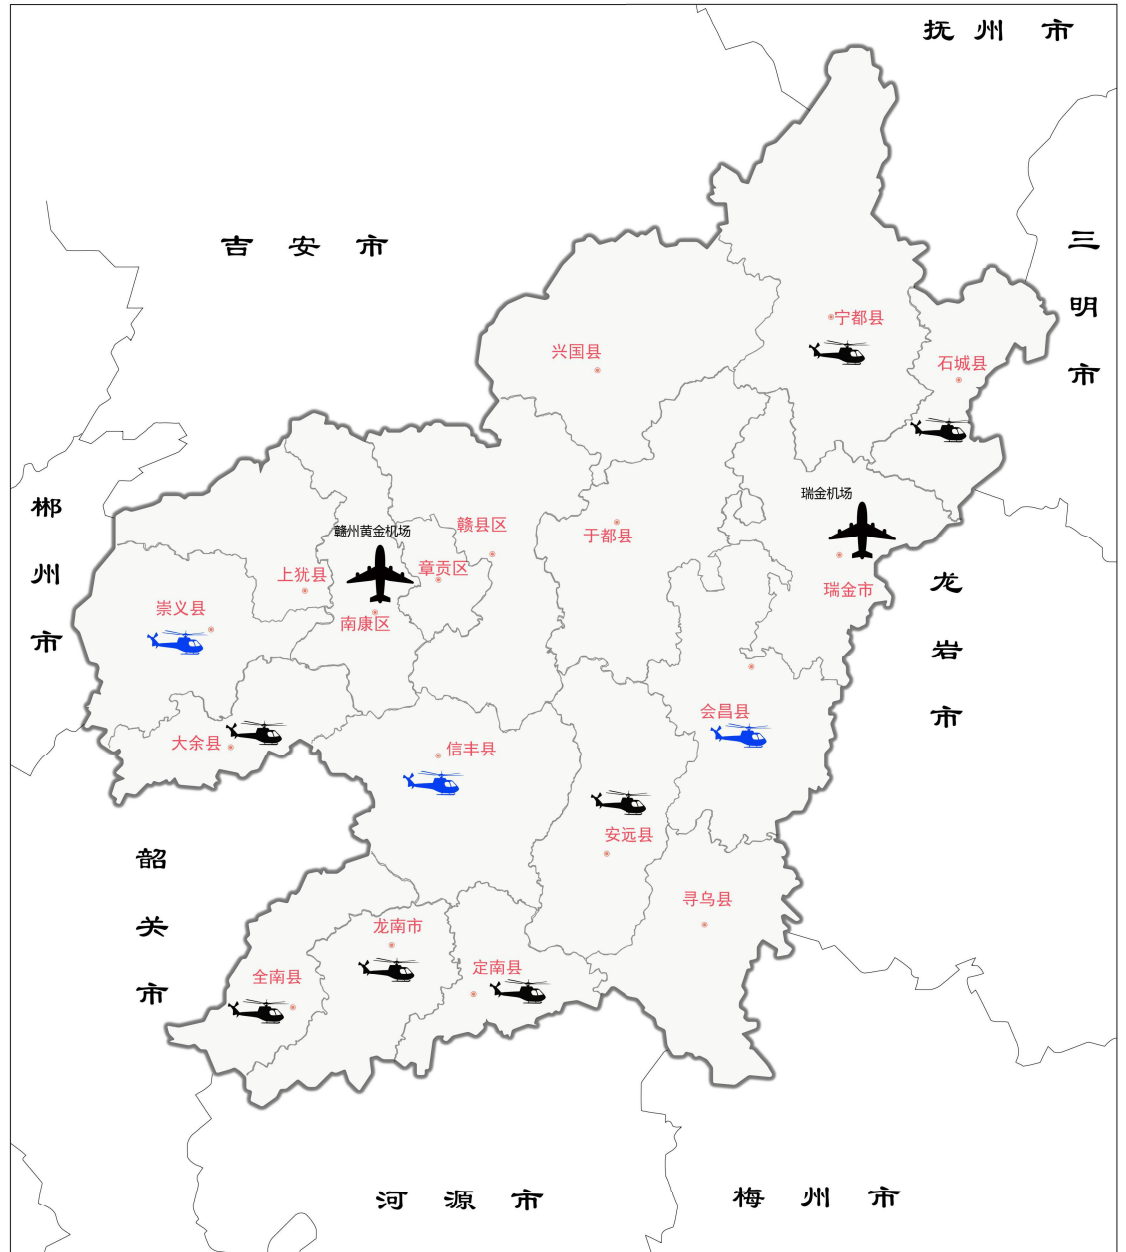 抚州市
吉安市
三明市
宁都县
兴国县
石城县
瑞金机场
郴州市
赣州黄金机场
赣县区
于都县
章贡区
上犹县
龙岩市
瑞金市
崇义县
南康区
会昌县
大余县
信丰县
安远县
韶关市
寻乌县
龙南市
定南县
全南县
河源市
梅州市